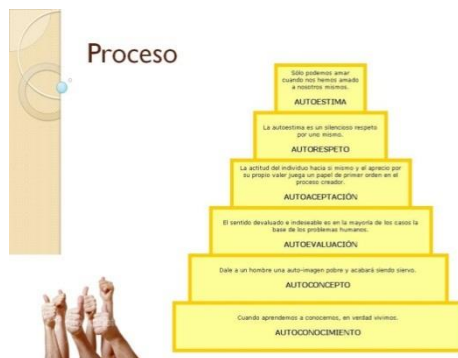 Proceso
Sólo podemos amar
cuando nos hemos amado
a nosotros mismos.
AUTOESTIMA
La autoestima es un silencioso respeto
por uno mismo.
AUTORESPETO
La actitud del individuo hacia si mismo y el aprecio por
su propio valer juega un papel de primer orden en el
proceso creador.
AUTOACEPTACIÓN
El sentido devaluado e indeseable es en la mayoría de los casos la
base de los problemas humanos.
AUTOEVALUACIÓN
Dale a un hombre una auto-imagen pobre y acabará siendo siervo.
AUTOCONCEPTO
Cuando aprendemos a conocernos, en verdad vivimos.
AUTOCONOCIMIENTO